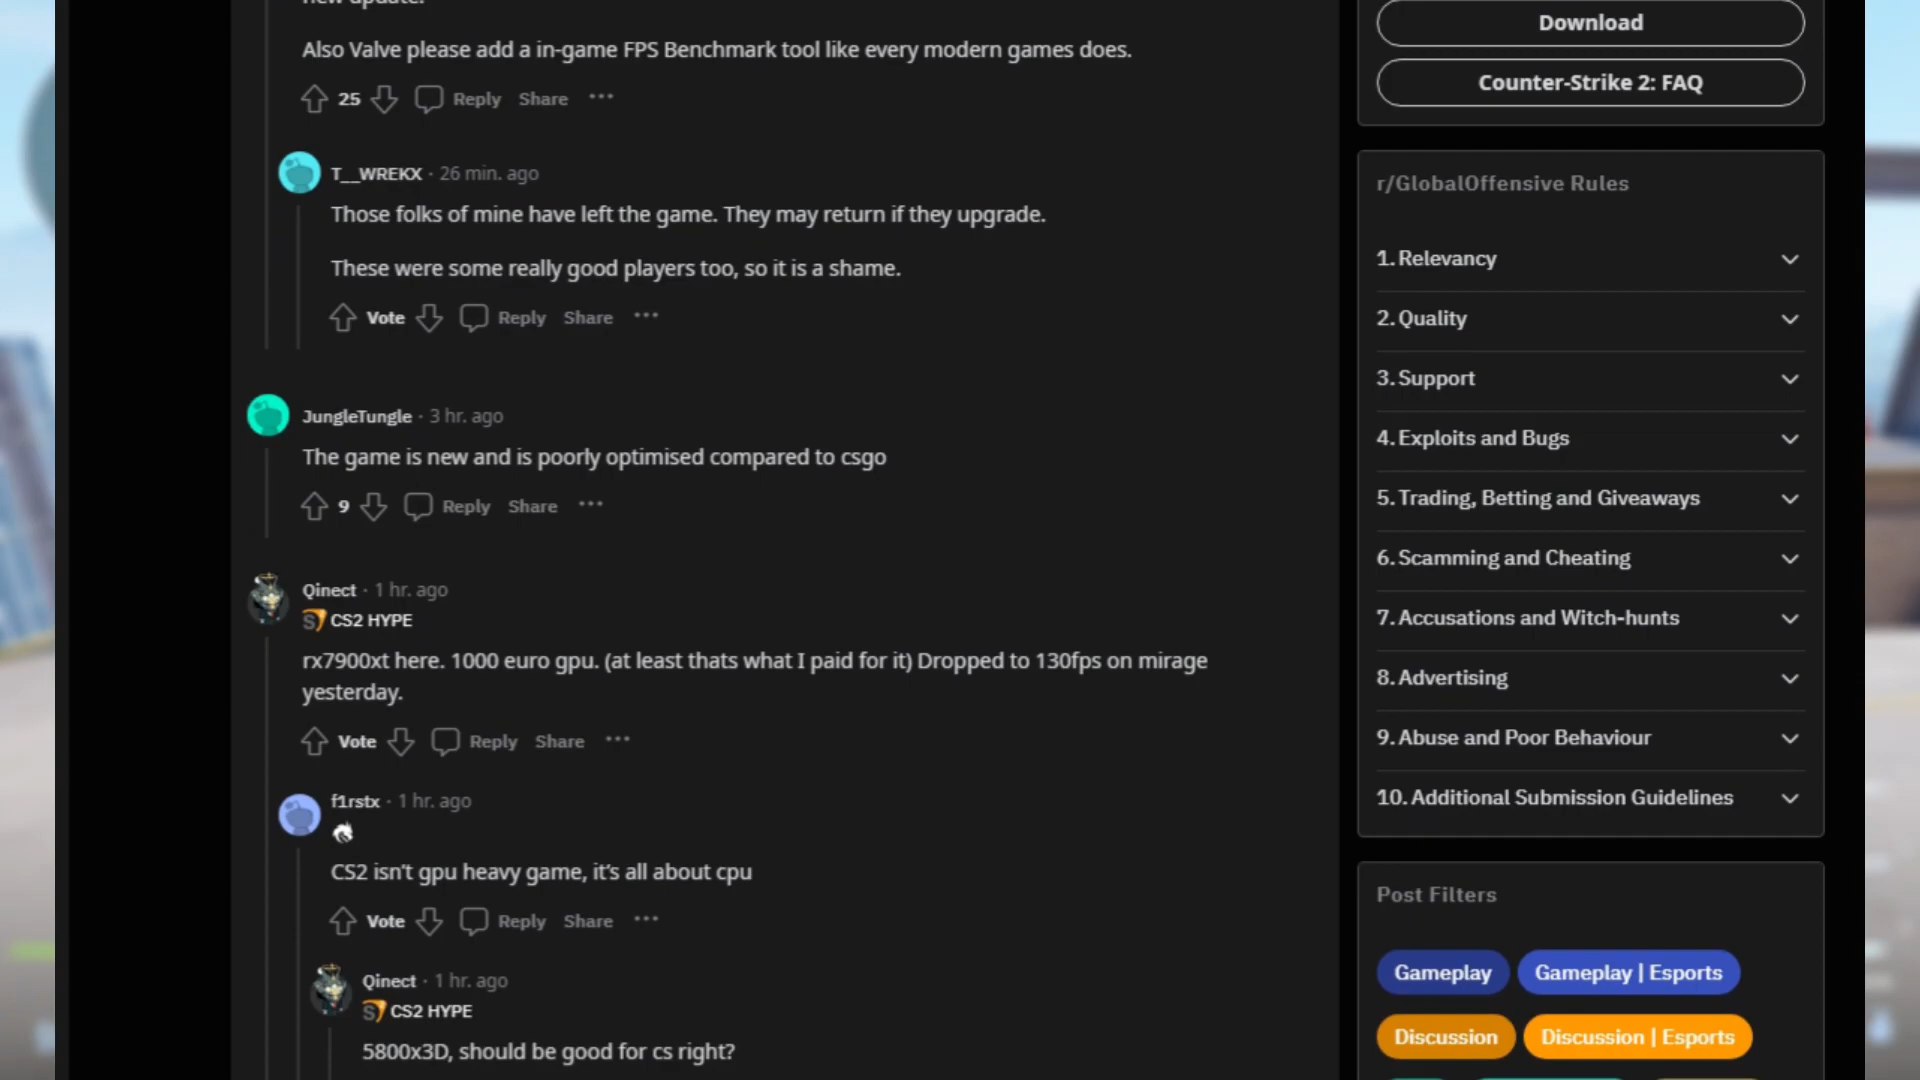 new update.
Also Valve please add a in-game FPS Benchmark tool like every modern games does.
25 Reply Share ...
T__WREKX · 26 min. ago
Those folks of mine have left the game. They may return if they upgrade.
These were some really good players too, so it is a shame.
Vote Reply Share ...
JungleTungle · 3 hr. ago
The game is new and is poorly optimised compared to csgo
9 Reply Share ...
Qinect · 1 hr. ago
CS2 HYPE
rx7900xt here. 1000 euro gpu. (at least thats what I paid for it) Dropped to 130fps on mirage
yesterday.
Vote Reply Share ...
f1rstx · 1 hr. ago
CS2 isn't gpu heavy game, it's all about cpu
Vote Reply Share ...
Qinect · 1 hr. ago
CS2 HYPE
5800x3D, should be good for cs right?
Download
Counter-Strike 2: FAQ
r/GlobalOffensive Rules
1. Relevancy
2. Quality
3. Support
4. Exploits and Bugs
5. Trading, Betting and Giveaways
6. Scamming and Cheating
7. Accusations and Witch-hunts
8. Advertising
9. Abuse and Poor Behaviour
10. Additional Submission Guidelines
Post Filters
Gameplay Gameplay | Esports
Discussion Discussion | Esports